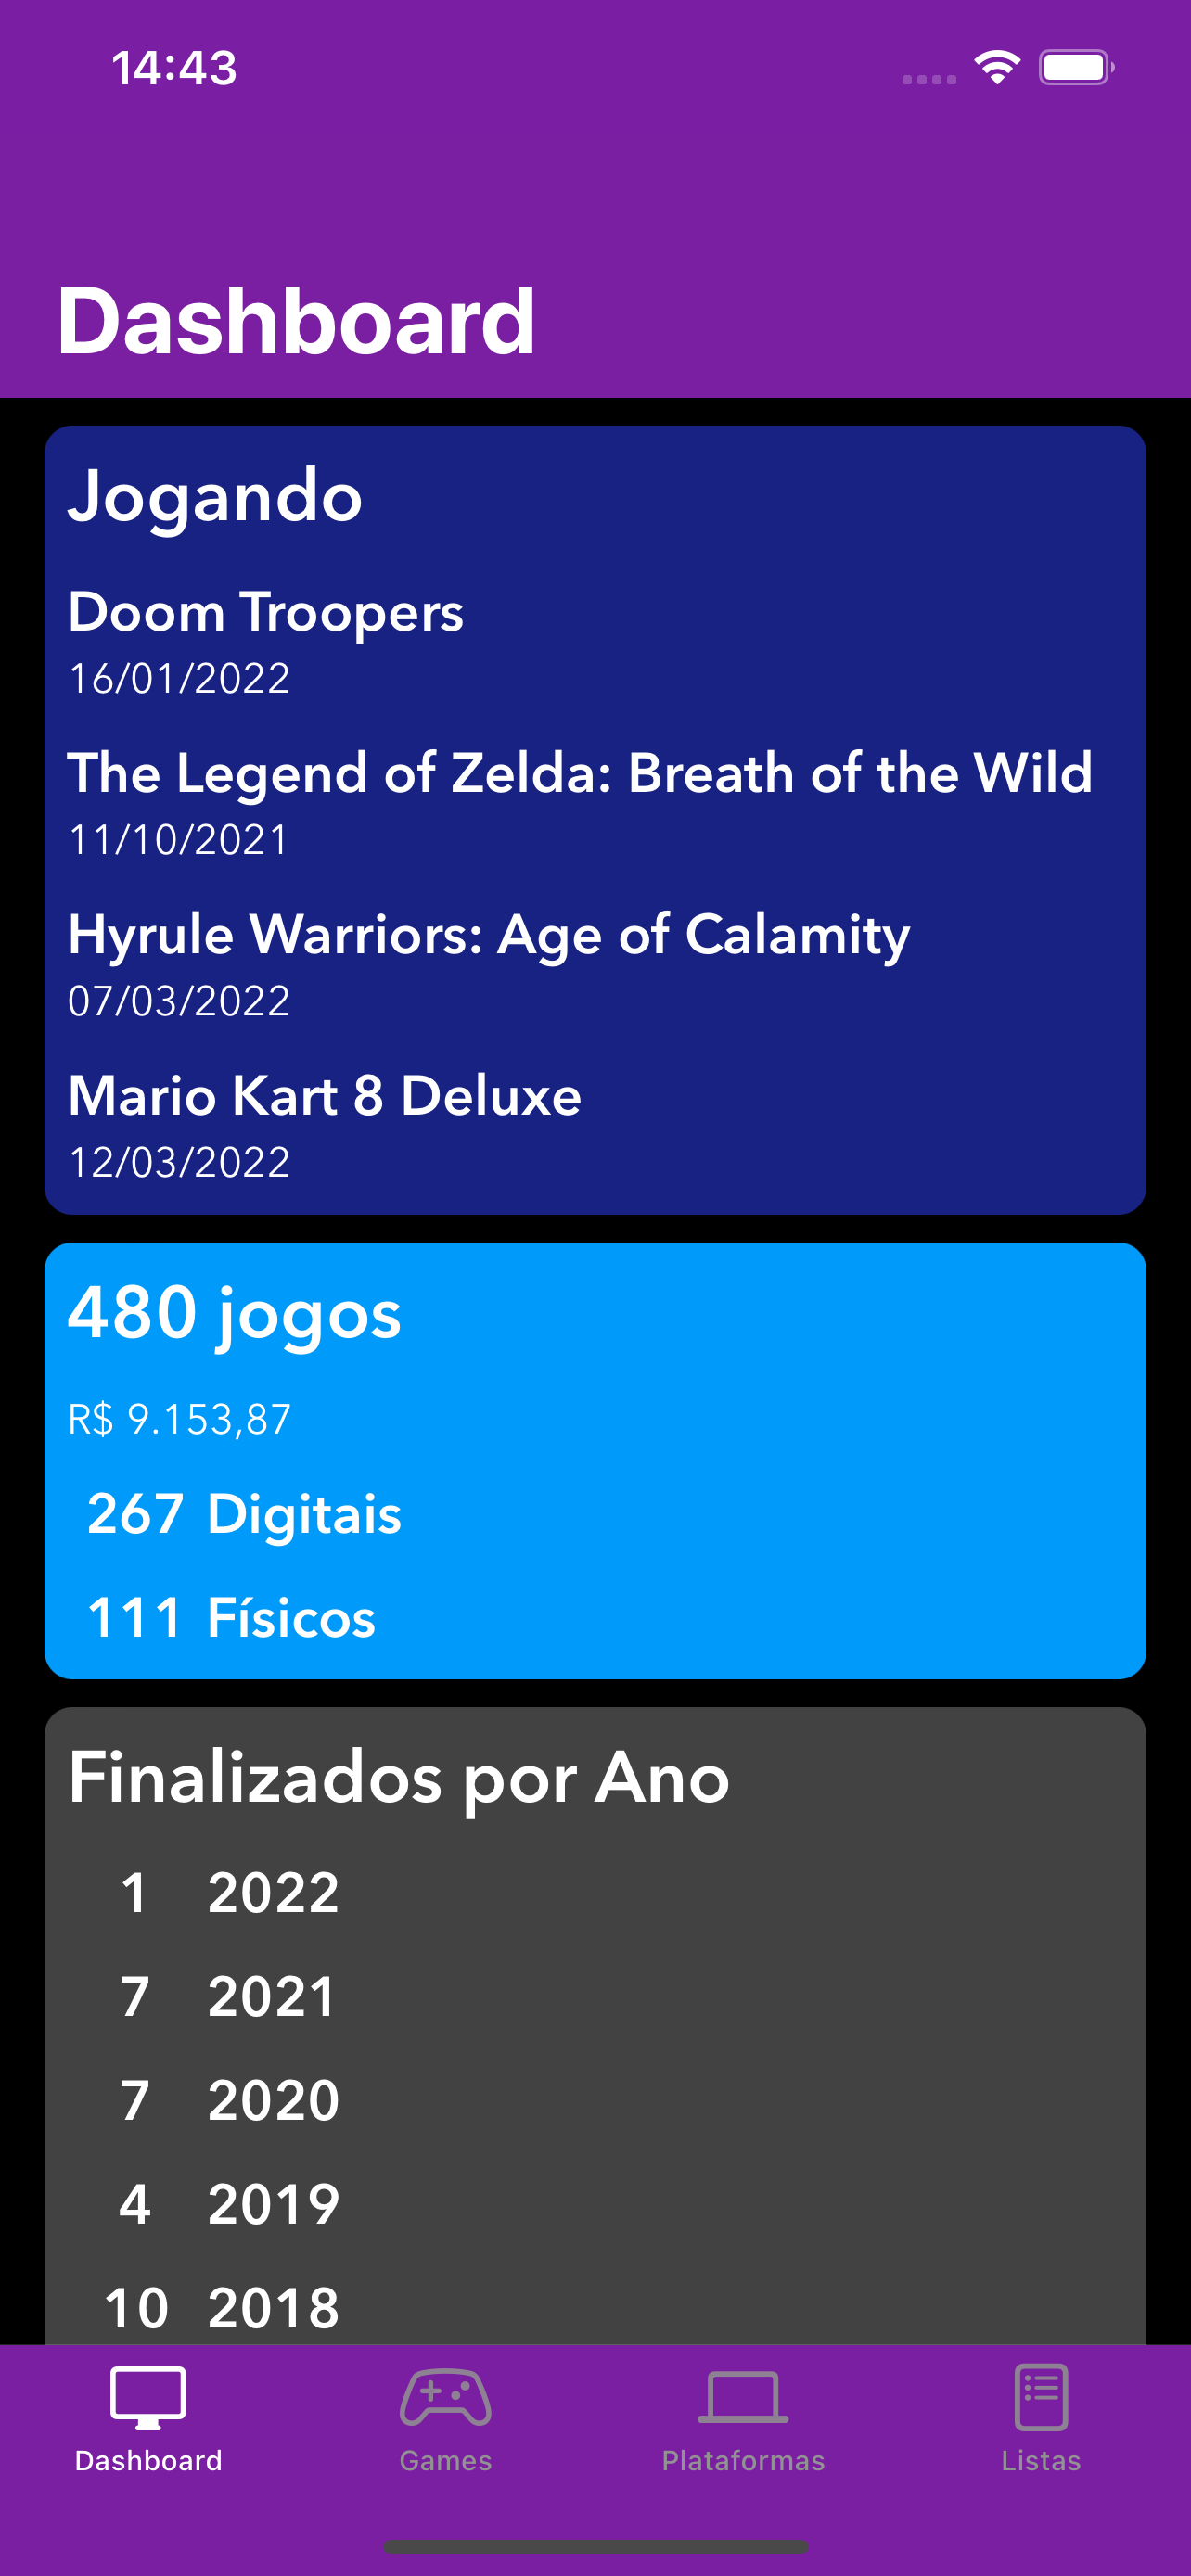 14:43
Dashboard
Jogando
Doom Troopers
16/01/2022
The Legend of Zelda: Breath of the Wild
11/10/2021
Hyrule Warriors: Age of Calamity
07/03/2022
Mario Kart 8 Deluxe
12/03/2022
480 jogos
R$ 9.153,87
267 Digitais
111 Físicos
Finalizados por Ano
1 2022
7 2021
7 2020
4 2019
10 2018
Dashboard Games Plataformas Listas